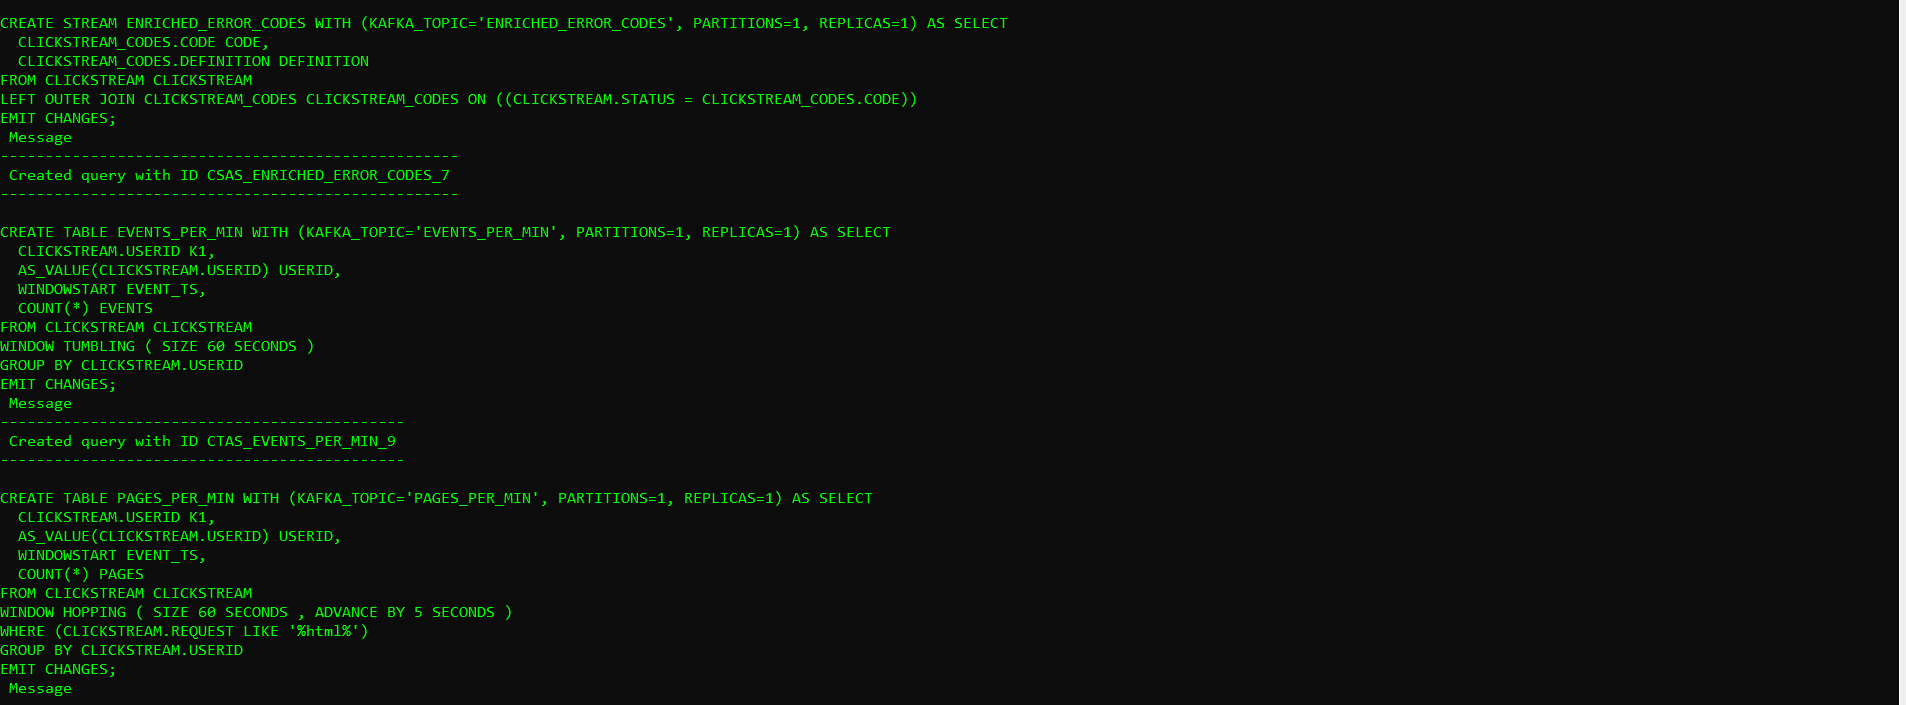 CREATE STREAM ENRICHED_ERROR_CODES WITH (KAFKA_TOPIC='ENRICHED_ERROR_CODES', PARTITIONS=1, REPLICAS=1) AS SELECT
  CLICKSTREAM_CODES.CODE CODE,
  CLICKSTREAM_CODES.DEFINITION DEFINITION
FROM CLICKSTREAM CLICKSTREAM
LEFT OUTER JOIN CLICKSTREAM_CODES CLICKSTREAM_CODES ON ((CLICKSTREAM.STATUS = CLICKSTREAM_CODES.CODE))
EMIT CHANGES;
 Message
---------------------------------------------------
 Created query with ID CSAS_ENRICHED_ERROR_CODES_7
---------------------------------------------------
CREATE TABLE EVENTS_PER_MIN WITH (KAFKA_TOPIC='EVENTS_PER_MIN', PARTITIONS=1, REPLICAS=1) AS SELECT
  CLICKSTREAM.USERID K1,
  AS_VALUE(CLICKSTREAM.USERID) USERID,
  WINDOWSTART EVENT_TS,
  COUNT(*) EVENTS
FROM CLICKSTREAM CLICKSTREAM
WINDOW TUMBLING ( SIZE 60 SECONDS )
GROUP BY CLICKSTREAM.USERID
EMIT CHANGES;
 Message
---------------------------------------------
 Created query with ID CTAS_EVENTS_PER_MIN_9
---------------------------------------------
CREATE TABLE PAGES_PER_MIN WITH (KAFKA_TOPIC='PAGES_PER_MIN', PARTITIONS=1, REPLICAS=1) AS SELECT
  CLICKSTREAM.USERID K1,
  AS_VALUE(CLICKSTREAM.USERID) USERID,
  WINDOWSTART EVENT_TS,
  COUNT(*) PAGES
FROM CLICKSTREAM CLICKSTREAM
WINDOW HOPPING ( SIZE 60 SECONDS , ADVANCE BY 5 SECONDS )
WHERE (CLICKSTREAM.REQUEST LIKE '%html%')
GROUP BY CLICKSTREAM.USERID
EMIT CHANGES;
 Message